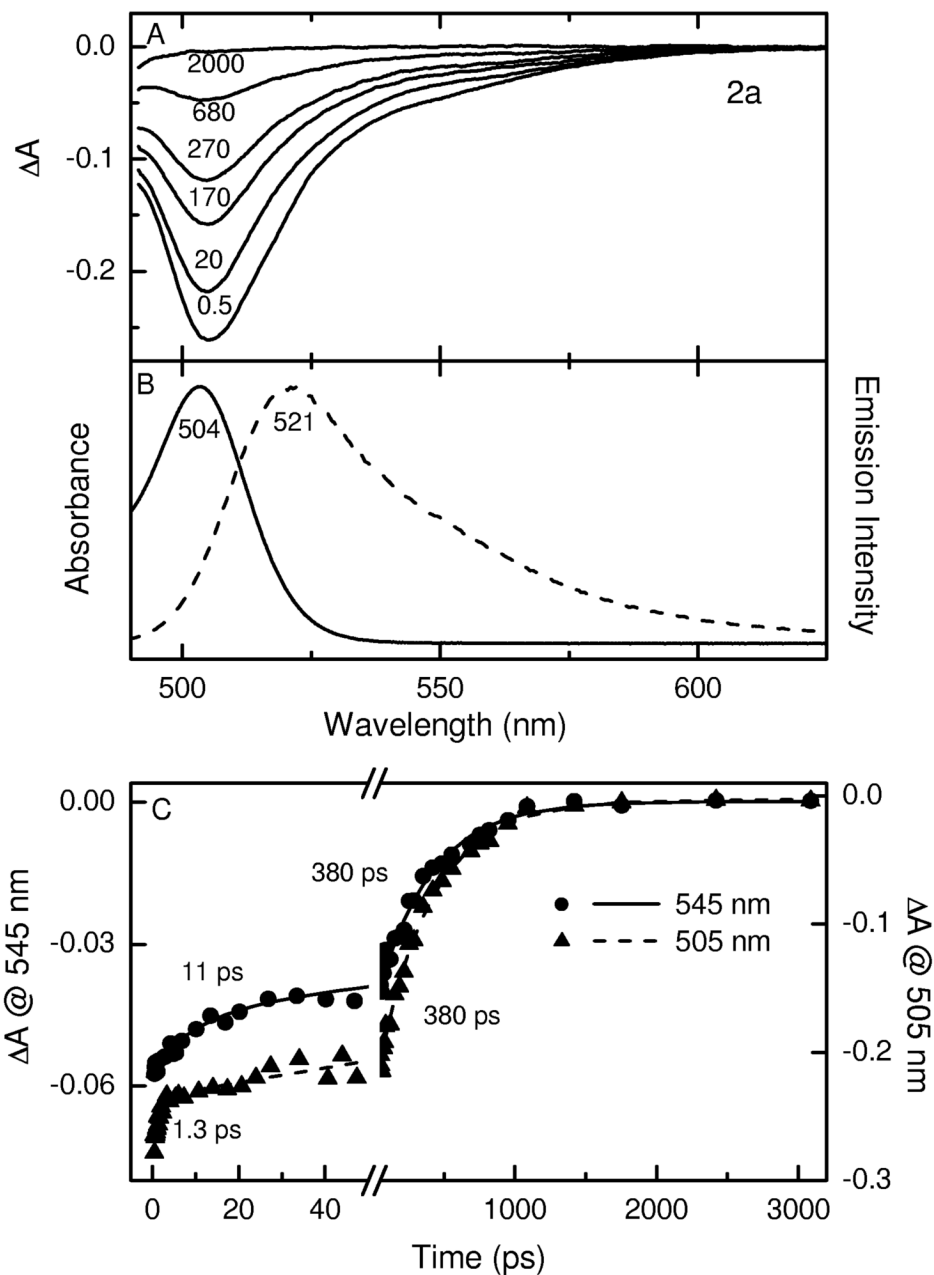 A
0.0
2000
2a
680
ΔA
-0.1
270
170
-0.2
20
0.5
B
504
521
Absorbance
Emission Intensity
500
550
600
Wavelength (nm)
C
0.00
0.0
380 ps
545 nm
505 nm
-0.1
-0.03
11 ps
380 ps
ΔA @ 545 nm
ΔA @ 505 nm
-0.2
-0.06
1.3 ps
-0.3
0
20
40
1000
2000
3000
Time (ps)